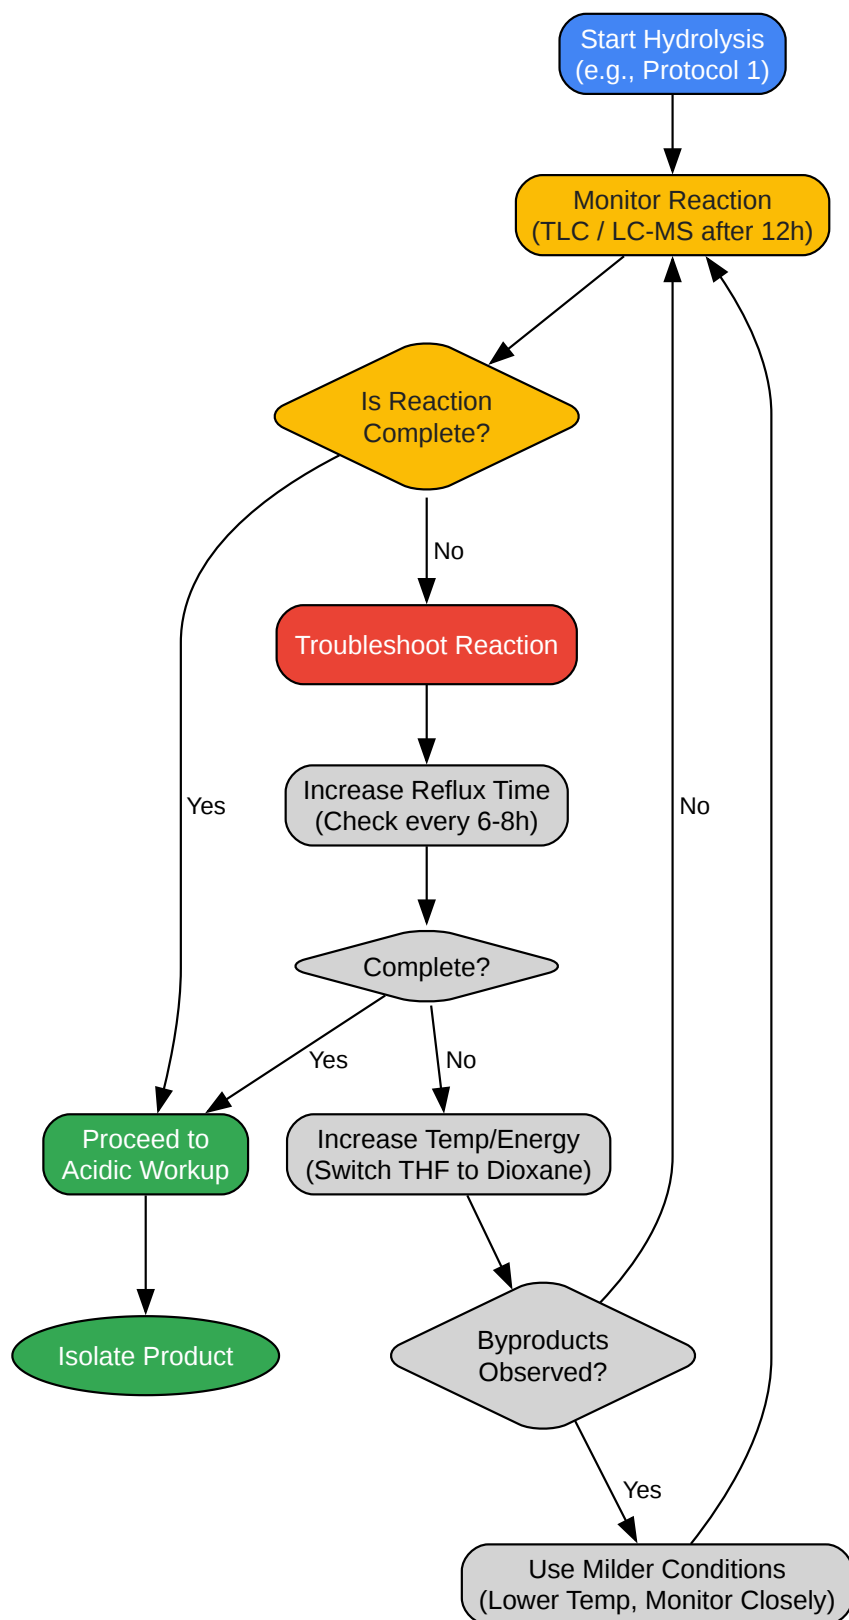 Start Hydrolysis
(e.g., Protocol 1)
Monitor Reaction
(TLC / LC-MS after 12h)
Is Reaction
Complete?
No
Troubleshoot Reaction
Increase Reflux Time
(Check every 6-8h)
Yes
No
Complete?
Yes
No
Proceed to
Acidic Workup
Increase Temp/Energy
(Switch THF to Dioxane)
Isolate Product
Byproducts
Observed?
Yes
Use Milder Conditions
(Lower Temp, Monitor Closely)